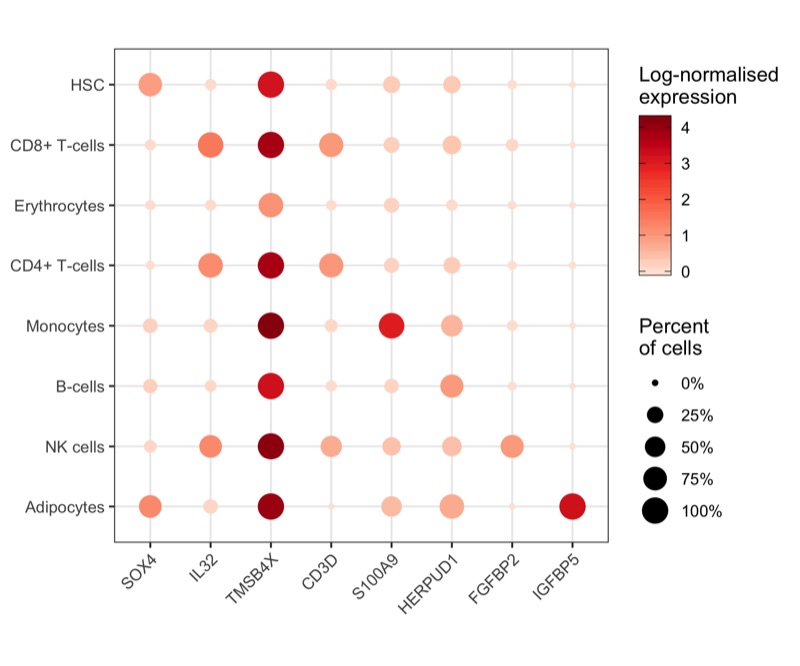 HSC
CD8+ T-cells
Erythrocytes
CD4+ T-cells
Monocytes
B-cells
NK cells
Adipocytes
SOX4
IL32
TMSB4X
CD3D
S100A9
HERPUD1
FGFBP2
IGFBP5
Log-normalised
expression
4
3
2
1
0
Percent
of cells
0%
25%
50%
75%
100%